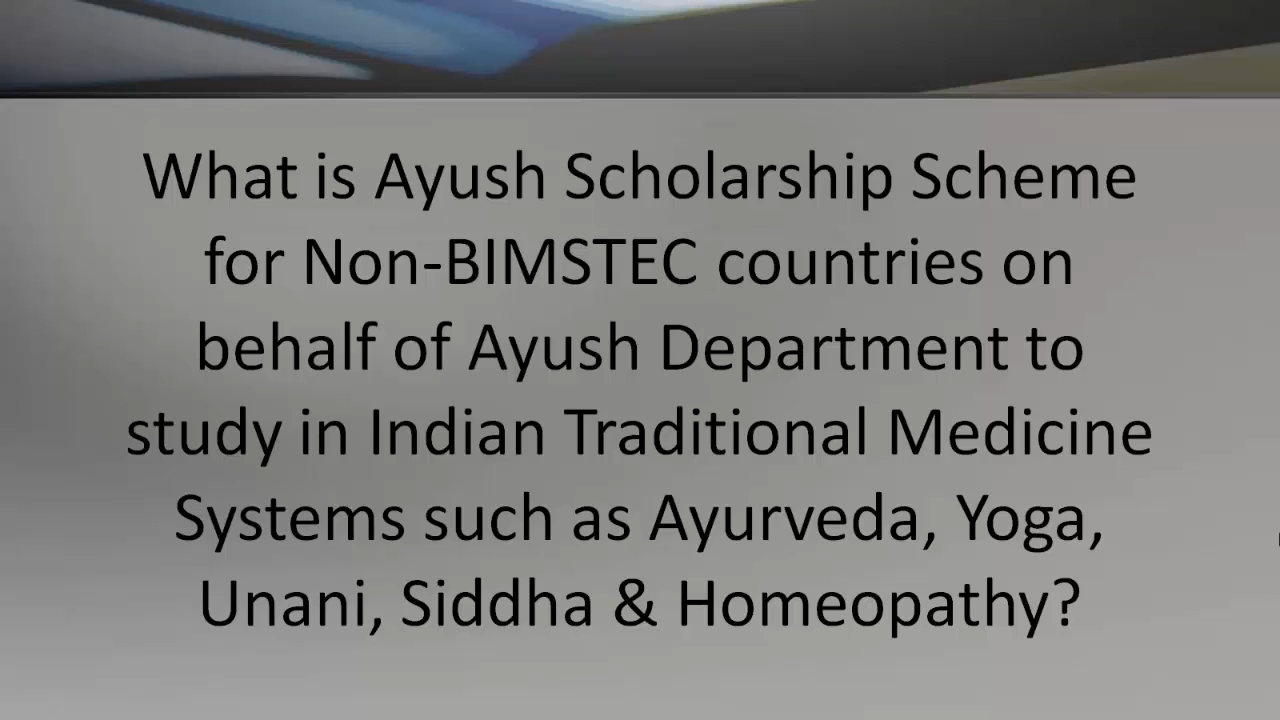 What is Ayush Scholarship Scheme
for Non-BIMSTEC countries on
behalf of Ayush Department to
study in Indian Traditional Medicine
Systems such as Ayurveda, Yoga,
Unani, Siddha & Homeopathy?